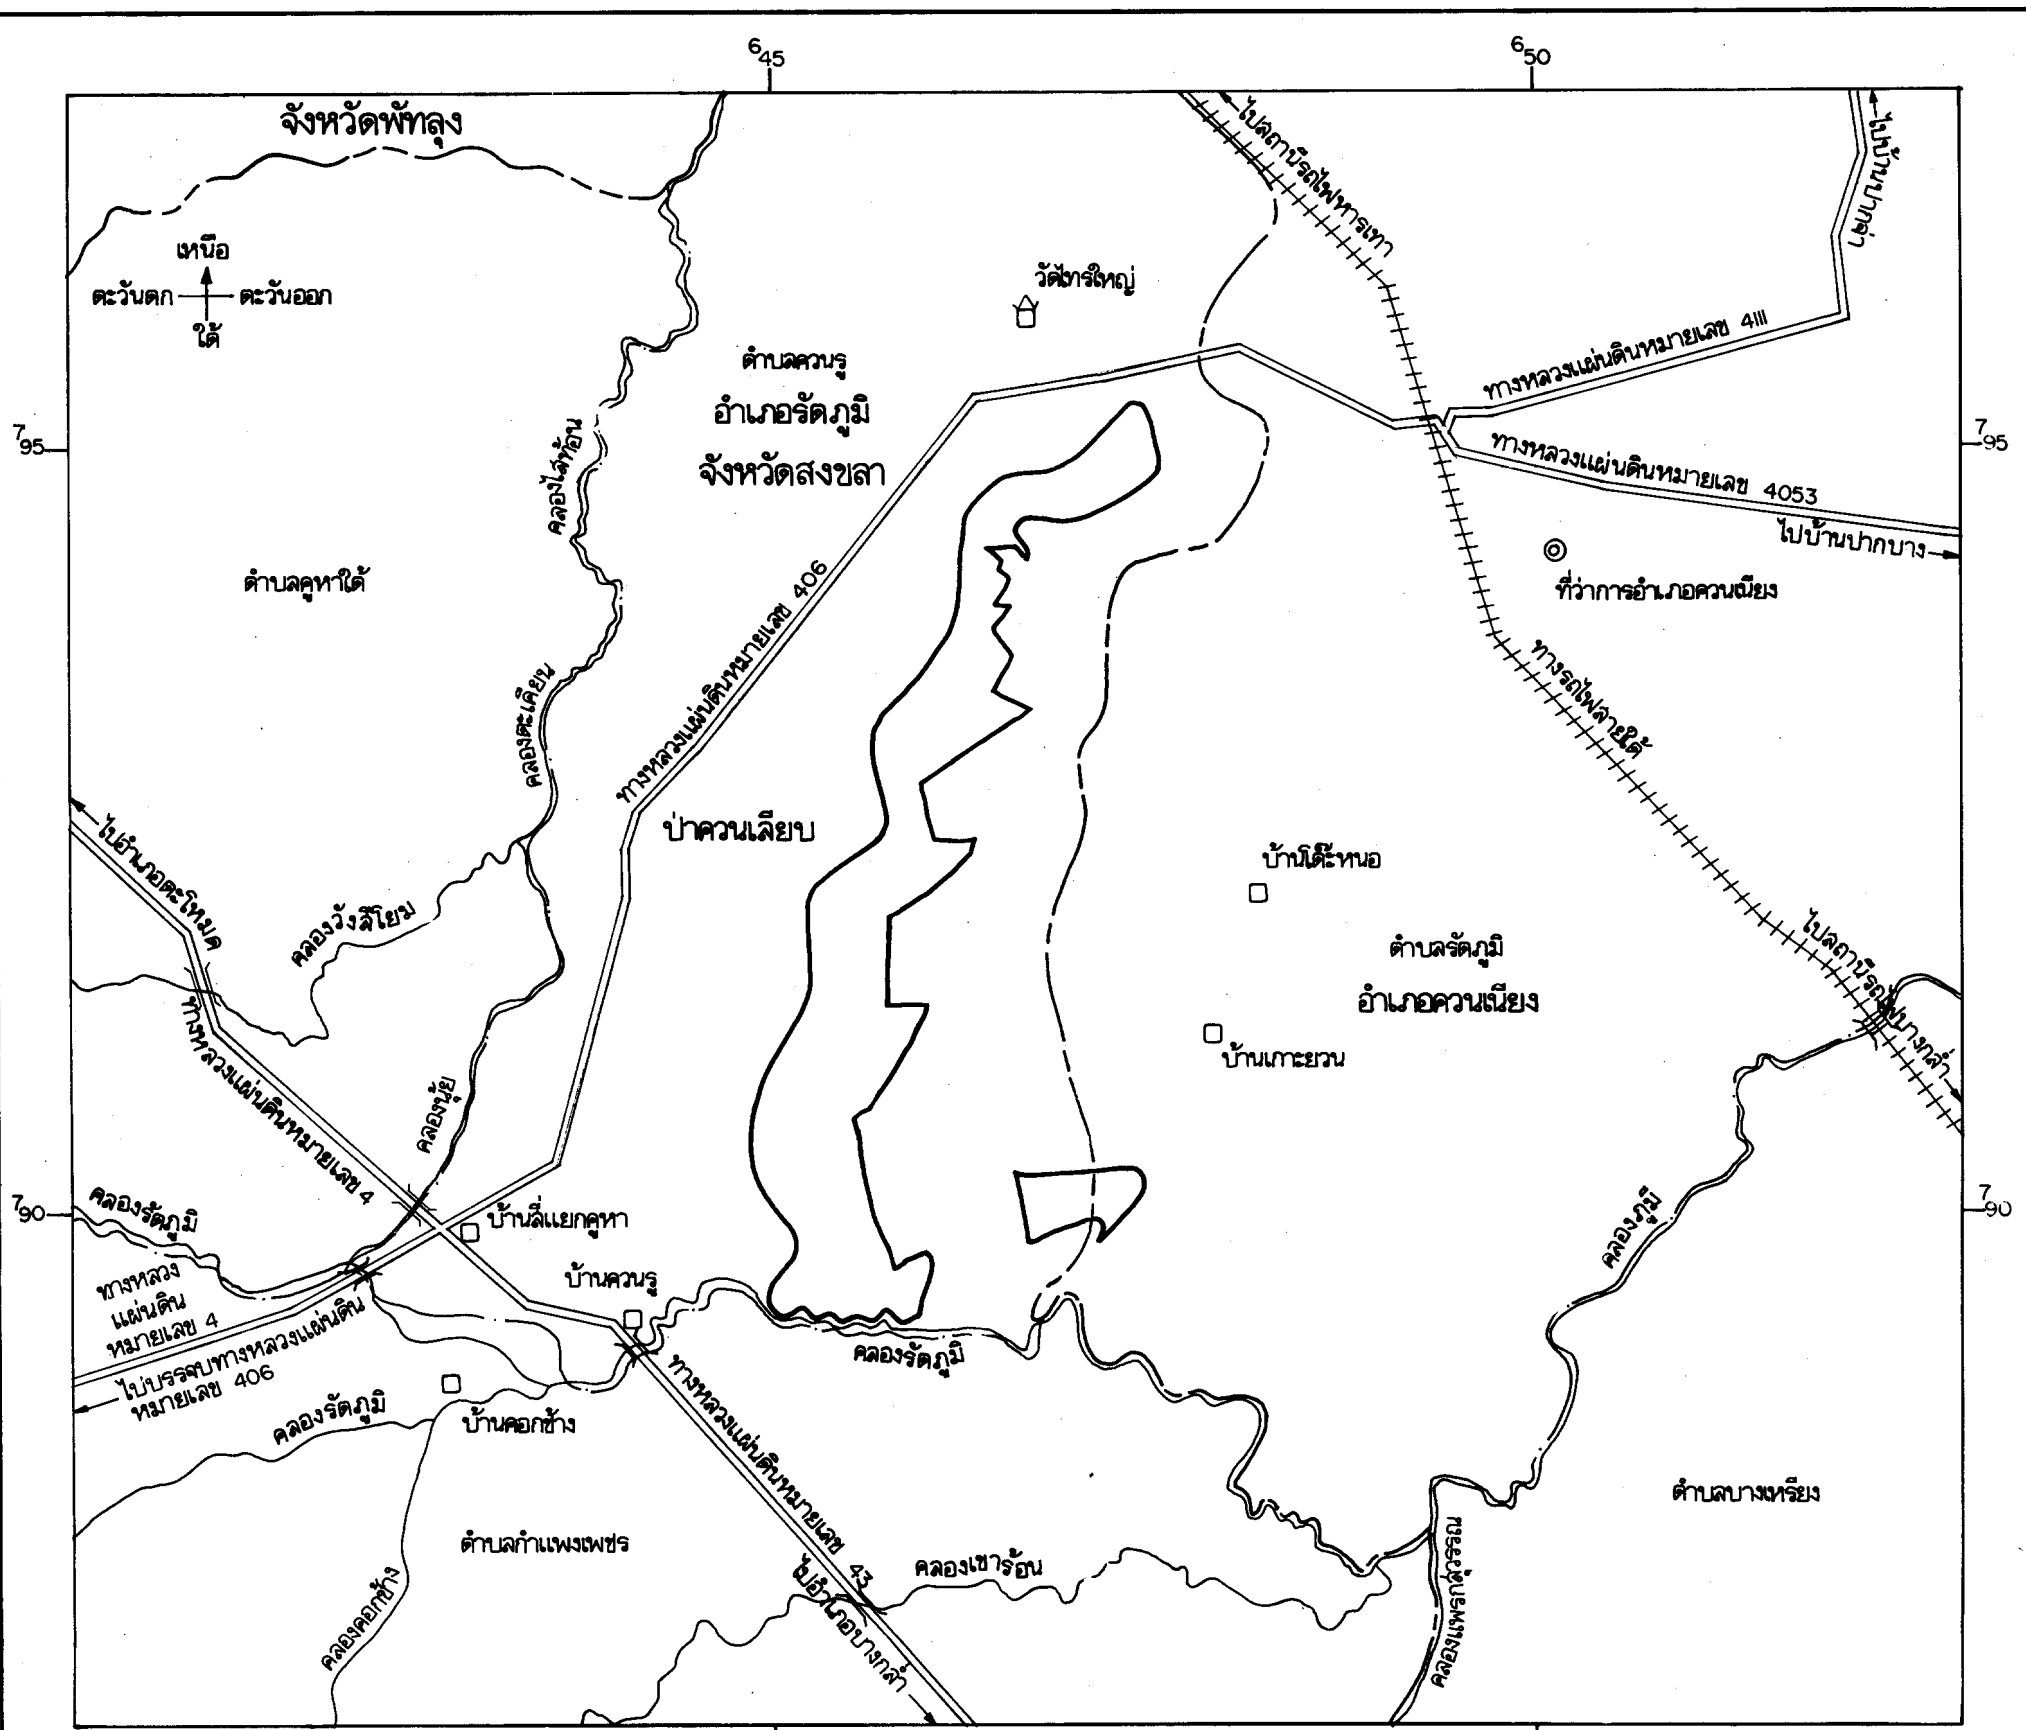 645
650
จังหวัดพัทลุง
ไปสถานีรถไฟหารเทา
ไปบ้านปากจ่า
เหนือ
ตะวันตก
ตะวันออก
ใต้
วัดไทรใหญ่
ทางหลวงแผ่นดินหมายเลข 4111
ตำบลควนรู
อำเภอรัตภูมิ
จังหวัดสงขลา
795
795
คลองไส้ท้อน
ทางหลวงแผ่นดินหมายเลข 4053
ไปบ้านปากบาง
ตำบลคูหาใต้
ที่ว่าการอำเภอควนเนียง
ทางหลวงแผ่นดินหมายเลข 406
คลองตะเคียน
ทางรถไฟสายใต้
ป่าควนเลียบ
ไปอำเภอตะโหมด
บ้านโต๊ะหนอ
คลองวังสีโยม
ตำบลรัตภูมิ
อำเภอควนเนียง
ไปสถานีรถไฟบางกล่ำ
ทางหลวงแผ่นดินหมายเลข 4
บ้านเกาะยวน
คลองนุ้ย
790
790
คลองรัตภูมิ
บ้านสี่แยกคูหา
คลองภูมี
บ้านควนรู
ทางหลวง
แผ่นดิน
หมายเลข 4
ไปบรรจบทางหลวงแผ่นดิน
หมายเลข 406
คลองรัตภูมิ
คลองรัตภูมิ
บ้านคอกช้าง
ทางหลวงแผ่นดินหมายเลข 43
ตำบลบางเหรียง
ตำบลกำแพงเพชร
คลองเขาร้อน
ไปอำเภอบางกล่ำ
คลองคอกช้าง
คลองแพรกสุวรรณ